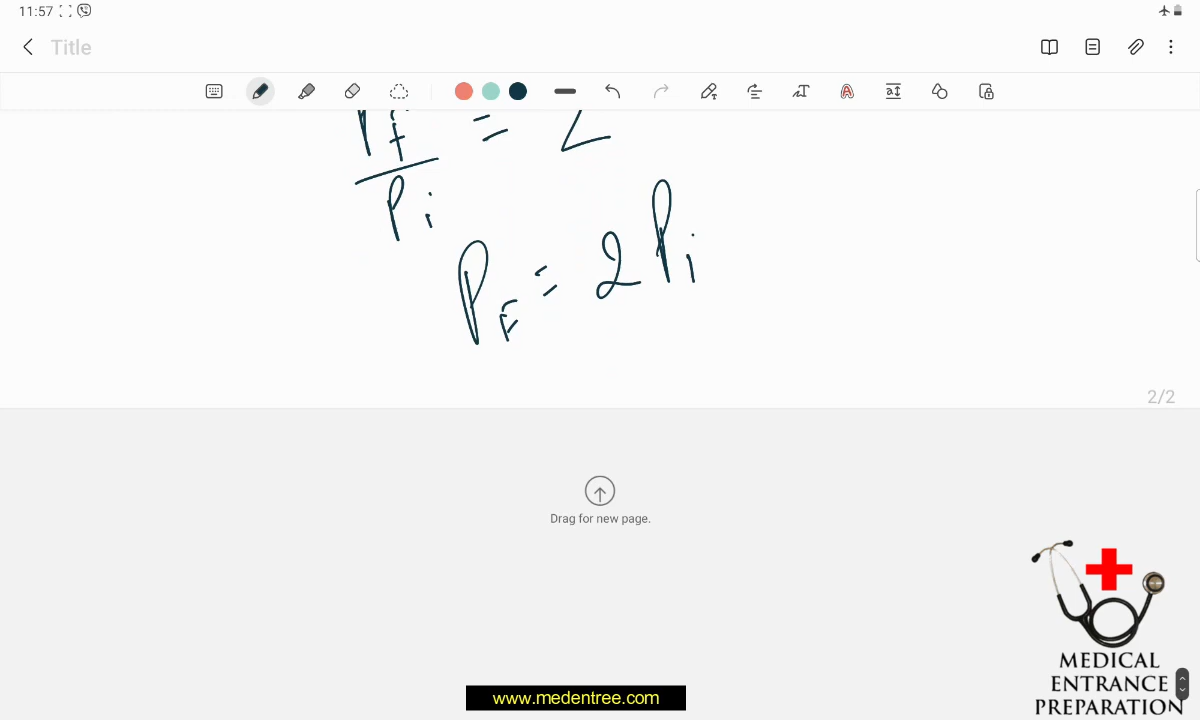 11:57
Title
Pf = 2
Pi
PF = 2Pi
2/2
Drag for new page.
MEDICAL
ENTRANCE
PREPARATION
www.medentree.com